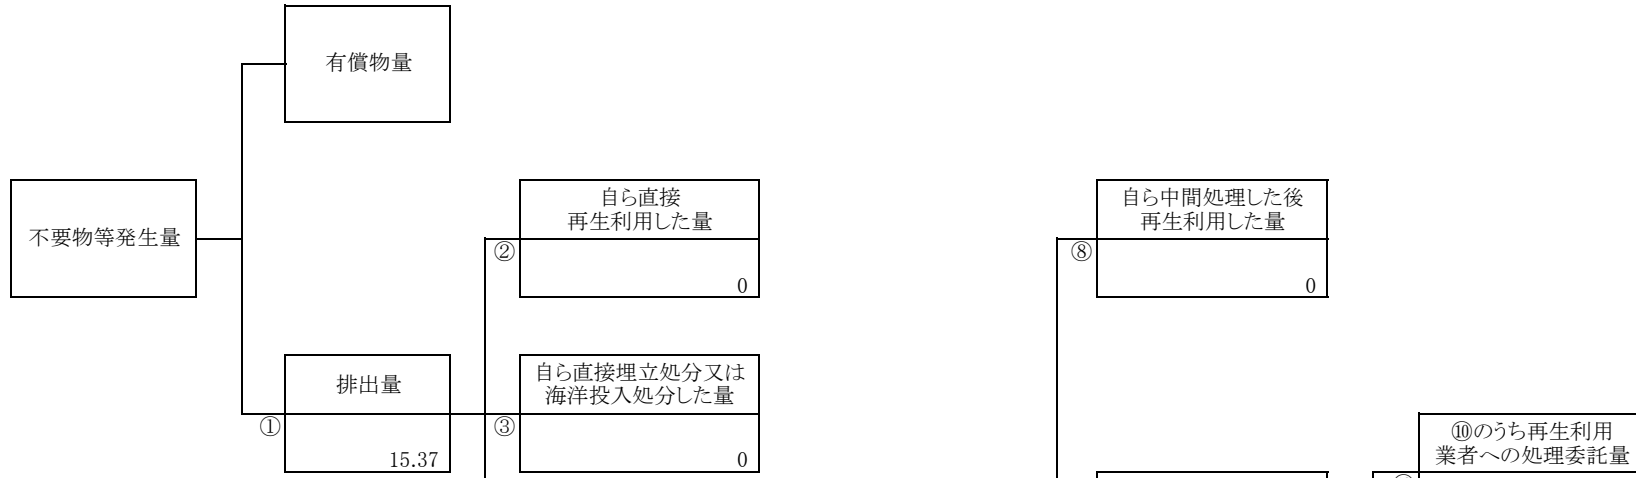 有償物量
不要物等発生量
自ら直接
再生利用した量
②
0
自ら中間処理した後
再生利用した量
⑧
0
排出量
①
15.37
自ら直接埋立処分又は
海洋投入処分した量
③
0
⑩のうち再生利用
業者への処理委託量